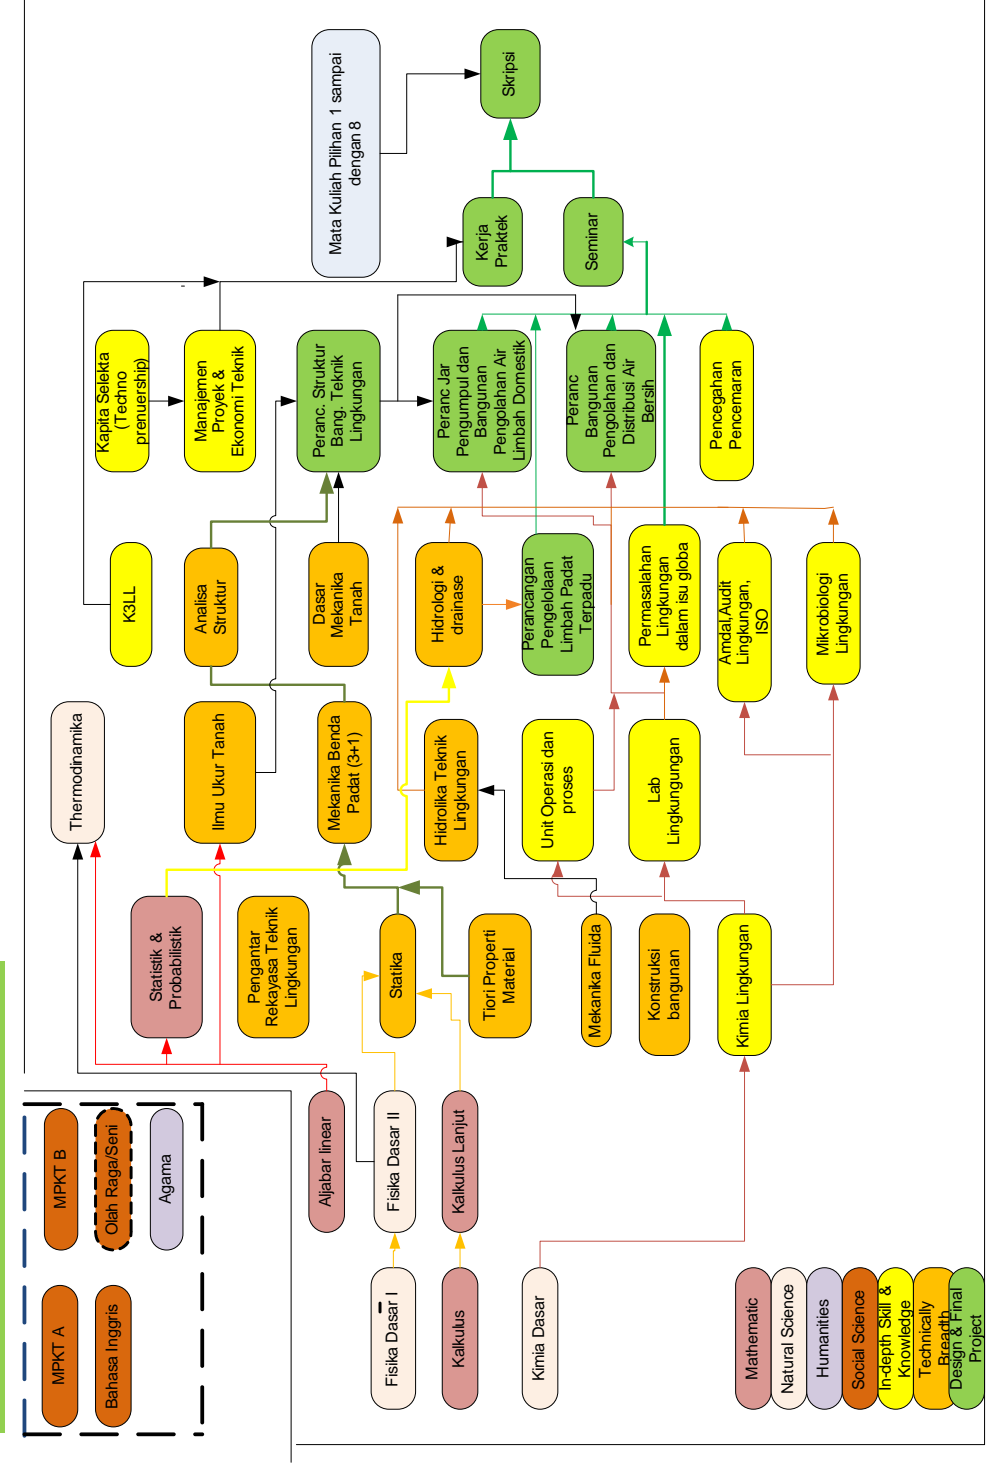 MPKT A
Bahasa Inggris
MPKT B
Olah Raga/Seni
Agama
Fisika Dasar I
Kalkulus
Kimia Dasar
Aljabar linear
Fisika Dasar II
Kalkulus Lanjut
Statistik &
Probabilistik
Pengantar
Rekayasa Teknik
Lingkungan
Statika
Tiori Properti
Material
Mekanika Fluida
Konstruksi
bangunan
Kimia Lingkungan
Thermodinamika
Ilmu Ukur Tanah
Mekanika Benda
Padat (3+1)
Hidrolika Teknik
Lingkungan
Unit Operasi dan
proses
Lab
Lingkungungan
K3LL
Analisa
Struktur
Dasar
Mekanika
Tanah
Hidrologi &
drainase
Perancangan
Pengelolaan
Limbah Padat
Terpadu
Permasalahan
Lingkungan
dalam isu globa
Amdal,Audit
Lingkungan,
ISO
Mikrobiologi
Lingkungan
Kapita Selekta
(Techno
prenuership)
Manajemen
Proyek &
Ekonomi Teknik
Peranc. Struktur
Bang. Teknik
Lingkungan
Peranc Jar
Pengumpul dan
Bangunan
Pengolahan Air
Limbah Domestik
Peranc
Bangunan
Pengolahan dan
Distribusi Air
Bersih
Pencegahan
Pencemaran
Mata Kuliah Pilihan 1 sampai
dengan 8
Kerja
Praktek
Seminar
Skripsi
Mathematic
Natural Science
Humanities
Social Science
In-depth Skill &
Knowledge
Technically
Breadth
Design & Final
Project